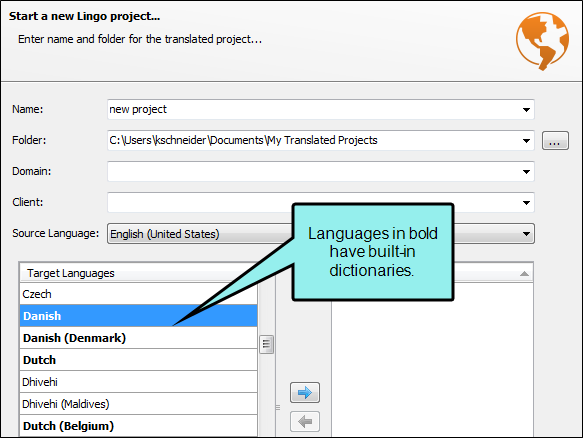 Start a new Lingo project...
Enter name and folder for the translated project...
Name: new project
Folder: C:\Users\kschneider\Documents\My Translated Projects ...
Domain:
Client:
Source Language: English (United States)
Languages in bold
have built-in
dictionaries.
Target Languages
Czech
Danish
Danish (Denmark)
Dutch
Dhivehi
Dhivehi (Maldives)
Dutch (Belgium)